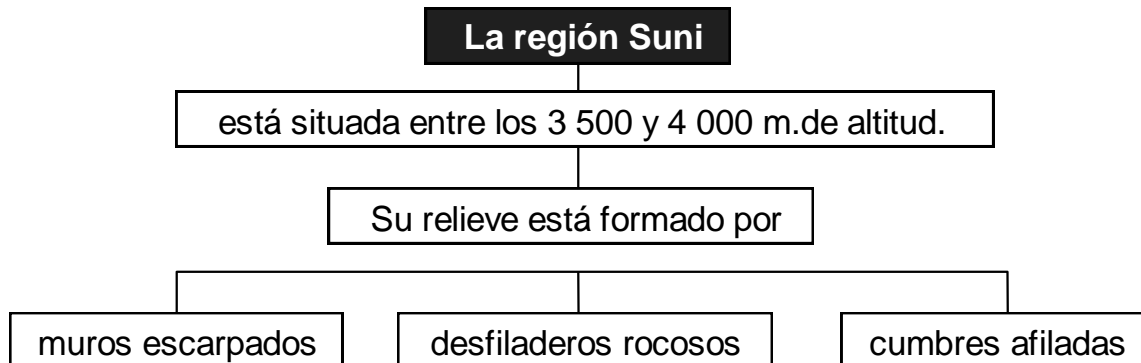 La región Suni
está situada entre los 3 500 y 4 000 m.de altitud.
Su relieve está formado por
muros escarpados
desfiladeros rocosos
cumbres afiladas